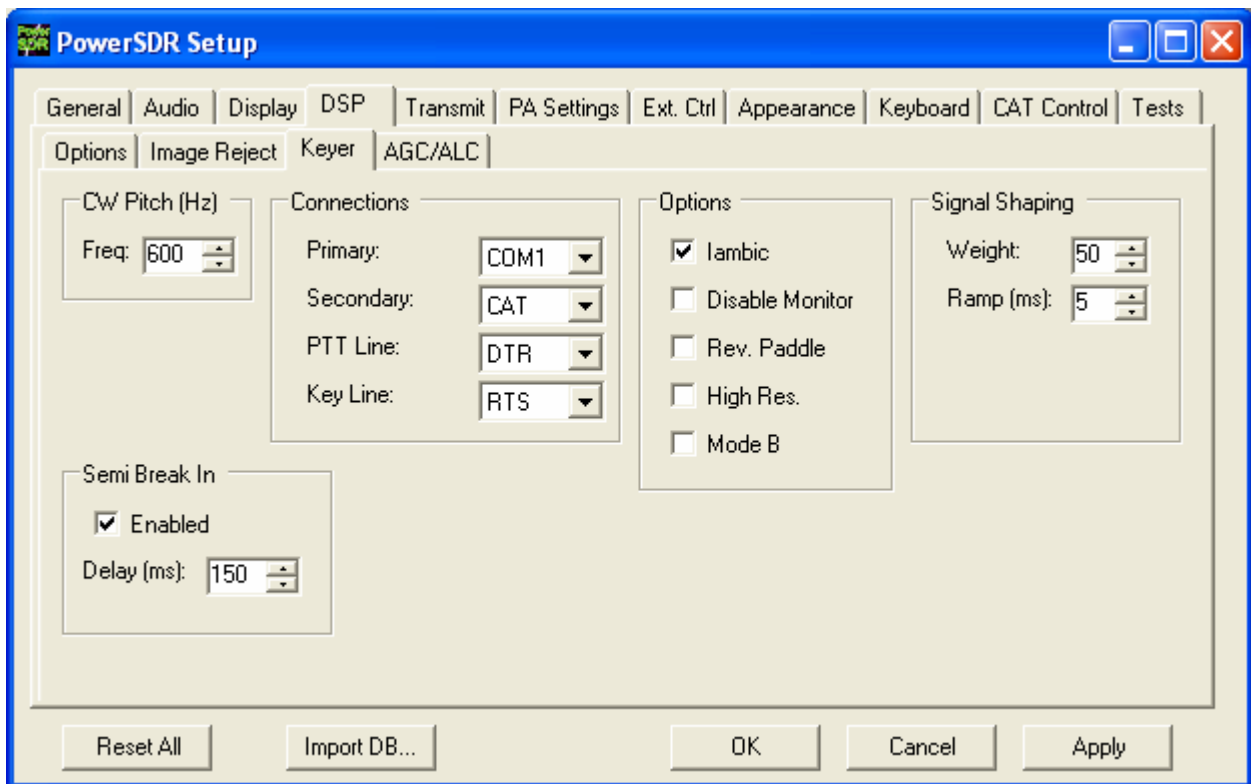 Power SDR PowerSDR Setup
General Audio Display DSP Transmit PA Settings Ext. Ctrl Appearance Keyboard CAT Control Tests
Options Image Reject Keyer AGC/ALC
CW Pitch (Hz)
Freq: 600
Connections
Primary: COM1
Secondary: CAT
PTT Line: DTR
Key Line: RTS
Options
Iambic
Disable Monitor
Rev. Paddle
High Res.
Mode B
Signal Shaping
Weight: 50
Ramp (ms): 5
Semi Break In
Enabled
Delay (ms): 150
Reset All Import DB... OK Cancel Apply